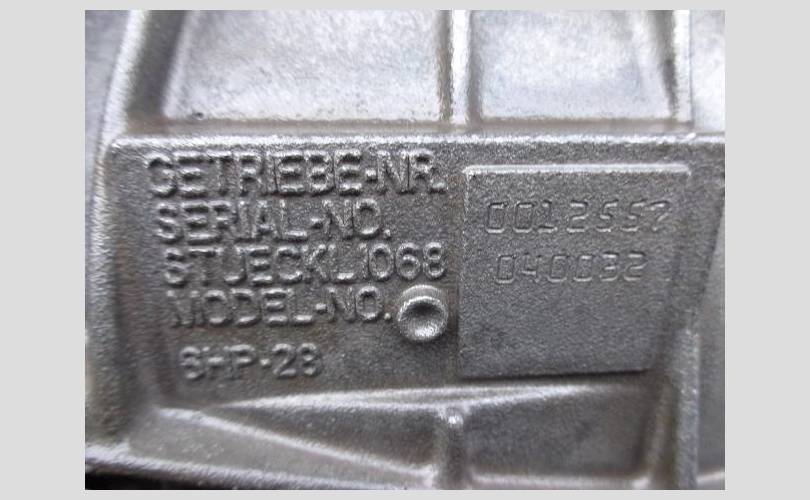 GETRIEBE-NR.
SERIAL-NO.
STUECKL.1068
MODEL-NO.
6HP-28
0012557
040032